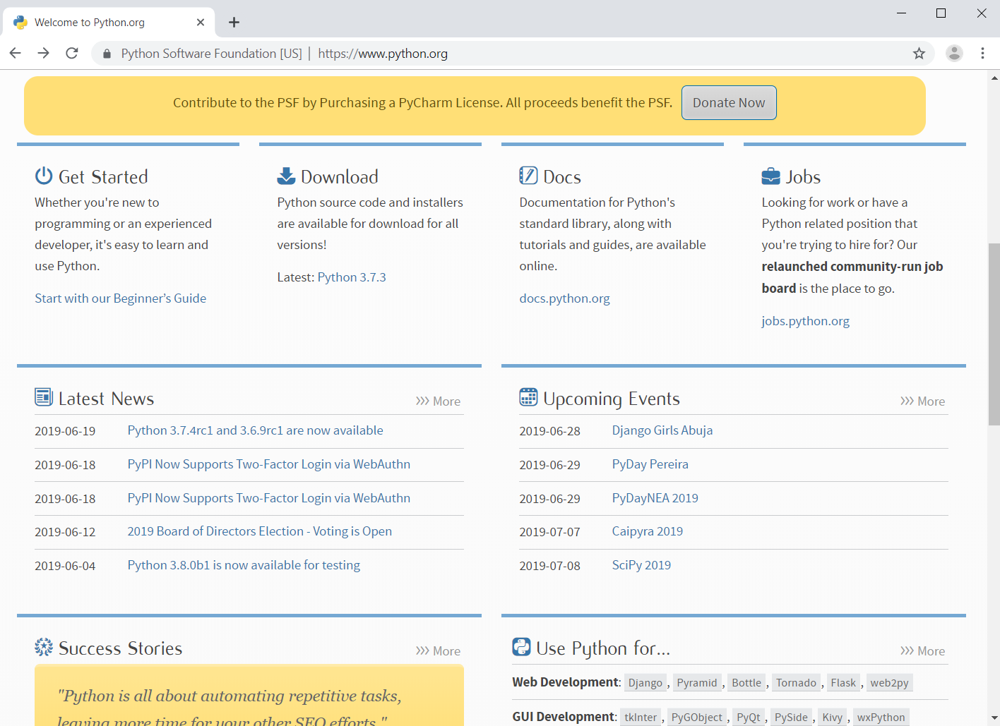 Welcome to Python.org
Python Software Foundation [US] | https://www.python.org
Contribute to the PSF by Purchasing a PyCharm License. All proceeds benefit the PSF. Donate Now
Get Started
Whether you're new to
programming or an experienced
developer, it's easy to learn and
use Python.
Start with our Beginner’s Guide
Download
Python source code and installers
are available for download for all
versions!
Latest: Python 3.7.3
Docs
Documentation for Python's
standard library, along with
tutorials and guides, are available
online.
docs.python.org
Jobs
Looking for work or have a
Python related position that
you're trying to hire for? Our
relaunched community-run job
board is the place to go.
jobs.python.org
Latest News
>>> More
2019-06-19 Python 3.7.4rc1 and 3.6.9rc1 are now available
2019-06-18 PyPI Now Supports Two-Factor Login via WebAuthn
2019-06-18 PyPI Now Supports Two-Factor Login via WebAuthn
2019-06-12 2019 Board of Directors Election - Voting is Open
2019-06-04 Python 3.8.0b1 is now available for testing
Upcoming Events
>>> More
2019-06-28 Django Girls Abuja
2019-06-29 PyDay Pereira
2019-06-29 PyDayNEA 2019
2019-07-07 Caipyra 2019
2019-07-08 SciPy 2019
Success Stories
>>> More
"Python is all about automating repetitive tasks,
leaving more time for your other SEO efforts."
Use Python for...
>>> More
Web Development: Django, Pyramid, Bottle, Tornado, Flask, web2py
GUI Development: tkInter, PyGObject, PyQt, PySide, Kivy, wxPython